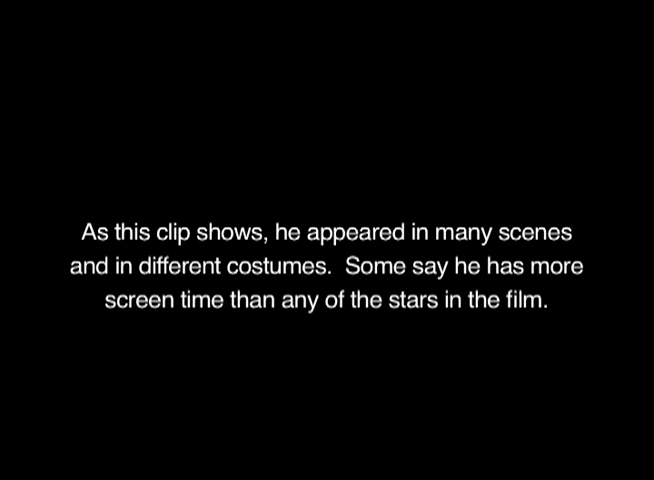 As this clip shows, he appeared in many scenes
and in different costumes.  Some say he has more
screen time than any of the stars in the film.